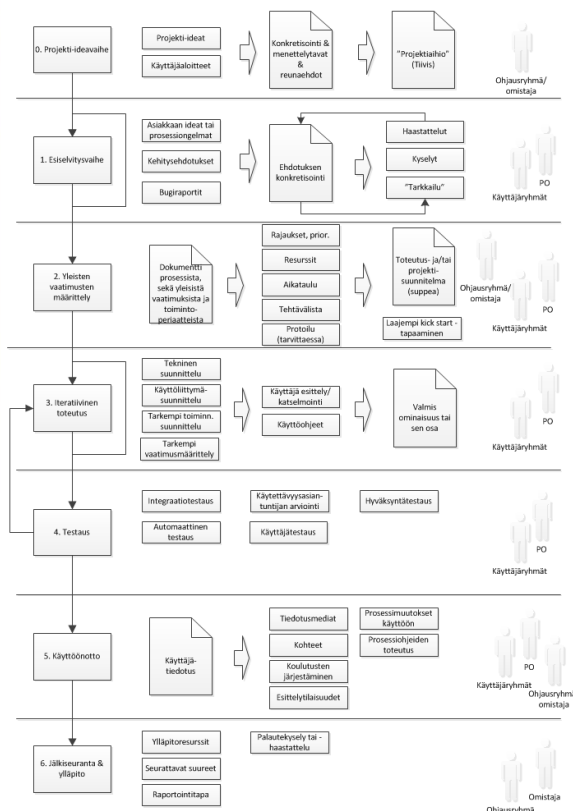 0. Projekti-ideavaihe
Projekti-ideat
Käyttäjäaloitteet
Konkretisointi &
menettelytavat
&
reunaehdot
"Projektiaihio"
(Tiivis)
Ohjausryhmä/
omistaja
1. Esiselvitysvaihe
Asiakkaan ideat tai
prosessiongelmat
Kehitysehdotukset
Bugiraportit
Ehdotuksen
konkretisointi
Haastattelut
Kyselyt
"Tarkkailu"
PO
Käyttäjäryhmät
2. Yleisten
vaatimusten
määrittely
Dokumentti
prosessista,
sekä yleisistä
vaatimuksista ja
toiminto-
periaatteista
Rajaukset, prior.
Resurssit
Aikataulu
Tehtävälista
Protoilu
(tarvittaessa)
Toteutus- ja/tai
projekti-
suunnitelma
(suppea)
Laajempi kick start -
tapaaminen
Ohjausryhmä/
omistaja
PO
Käyttäjäryhmät
3. Iteratiivinen
toteutus
Tekninen
suunnittelu
Käyttöliittymä-
suunnittelu
Tarkempi toiminn.
suunnittelu
Tarkempi
vaatimusmäärittely
Käyttäjä esittely/
katselmointi
Käyttöohjeet
Valmis
ominaisuus tai
sen osa
PO
Käyttäjäryhmät
4. Testaus
Integraatiotestaus
Automaattinen
testaus
Käytettävyysasian-
tuntijan arviointi
Käyttäjätestaus
Hyväksyntätestaus
PO
Käyttäjäryhmät
5. Käyttöönotto
Käyttäjä-
tiedotus
Tiedotusmediat
Kohteet
Koulutusten
järjestäminen
Esittelytilaisuudet
Prosessimuutokset
käyttöön
Prosessiohjeiden
toteutus
PO
Käyttäjäryhmät
Ohjausryhmä
omistaja
6. Jälkiseuranta &
ylläpito
Ylläpitoresurssit
Seurattavat suureet
Raportointitapa
Palautekysely tai -
haastattelu
Omistaja
Ohjausryhmä